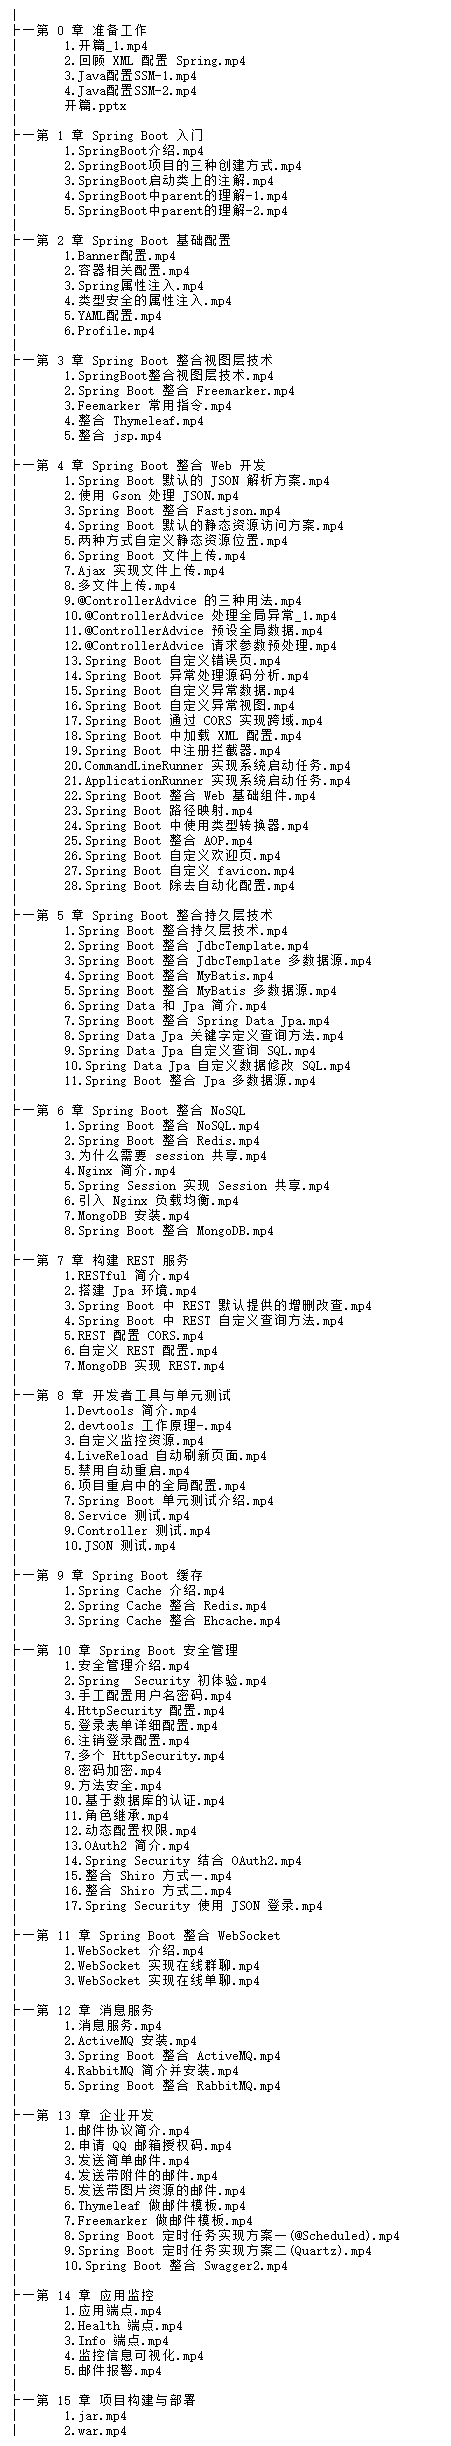 ├─第 0 章 准备工作
1.开篇_1.mp4
2.回顾 XML 配置 Spring.mp4
3.Java配置SSM-1.mp4
4.Java配置SSM-2.mp4
开篇.pptx
├─第 1 章 Spring Boot 入门
1.SpringBoot介绍.mp4
2.SpringBoot项目的三种创建方式.mp4
3.SpringBoot启动类上的注解.mp4
4.SpringBoot中parent的理解-1.mp4
5.SpringBoot中parent的理解-2.mp4
├─第 2 章 Spring Boot 基础配置
1.Banner配置.mp4
2.容器相关配置.mp4
3.Spring属性注入.mp4
4.类型安全的属性注入.mp4
5.YAML配置.mp4
6.Profile.mp4
├─第 3 章 Spring Boot 整合视图层技术
1.SpringBoot整合视图层技术.mp4
2.Spring Boot 整合 Freemarker.mp4
3.Feemarker 常用指令.mp4
4.整合 Thymeleaf.mp4
5.整合 jsp.mp4
├─第 4 章 Spring Boot 整合 Web 开发
1.Spring Boot 默认的 JSON 解析方案.mp4
2.使用 Gson 处理 JSON.mp4
3.Spring Boot 整合 Fastjson.mp4
4.Spring Boot 默认的静态资源访问方案.mp4
5.两种方式自定义静态资源位置.mp4
6.Spring Boot 文件上传.mp4
7.Ajax 实现文件上传.mp4
8.多文件上传.mp4
9.@ControllerAdvice 的三种用法.mp4
10.@ControllerAdvice 处理全局异常_1.mp4
11.@ControllerAdvice 预设全局数据.mp4
12.@ControllerAdvice 请求参数预处理.mp4
13.Spring Boot 自定义错误页.mp4
14.Spring Boot 异常处理源码分析.mp4
15.Spring Boot 自定义异常数据.mp4
16.Spring Boot 自定义异常视图.mp4
17.Spring Boot 通过 CORS 实现跨域.mp4
18.Spring Boot 中加载 XML 配置.mp4
19.Spring Boot 中注册拦截器.mp4
20.CommandLineRunner 实现系统启动任务.mp4
21.ApplicationRunner 实现系统启动任务.mp4
22.Spring Boot 整合 Web 基础组件.mp4
23.Spring Boot 路径映射.mp4
24.Spring Boot 中使用类型转换器.mp4
25.Spring Boot 整合 AOP.mp4
26.Spring Boot 自定义欢迎页.mp4
27.Spring Boot 自定义 favicon.mp4
28.Spring Boot 除去自动化配置.mp4
├─第 5 章 Spring Boot 整合持久层技术
1.Spring Boot 整合持久层技术.mp4
2.Spring Boot 整合 JdbcTemplate.mp4
3.Spring Boot 整合 JdbcTemplate 多数据源.mp4
4.Spring Boot 整合 MyBatis.mp4
5.Spring Boot 整合 MyBatis 多数据源.mp4
6.Spring Data 和 Jpa 简介.mp4
7.Spring Boot 整合 Spring Data Jpa.mp4
8.Spring Data Jpa 关键字定义查询方法.mp4
9.Spring Data Jpa 自定义查询 SQL.mp4
10.Spring Data Jpa 自定义数据修改 SQL.mp4
11.Spring Boot 整合 Jpa 多数据源.mp4
├─第 6 章 Spring Boot 整合 NoSQL
1.Spring Boot 整合 NoSQL.mp4
2.Spring Boot 整合 Redis.mp4
3.为什么需要 session 共享.mp4
4.Nginx 简介.mp4
5.Spring Session 实现 Session 共享.mp4
6.引入 Nginx 负载均衡.mp4
7.MongoDB 安装.mp4
8.Spring Boot 整合 MongoDB.mp4
├─第 7 章 构建 REST 服务
1.RESTful 简介.mp4
2.搭建 Jpa 环境.mp4
3.Spring Boot 中 REST 默认提供的增删改查.mp4
4.Spring Boot 中 REST 自定义查询方法.mp4
5.REST 配置 CORS.mp4
6.自定义 REST 配置.mp4
7.MongoDB 实现 REST.mp4
├─第 8 章 开发者工具与单元测试
1.Devtools 简介.mp4
2.devtools 工作原理-.mp4
3.自定义监控资源.mp4
4.LiveReload 自动刷新页面.mp4
5.禁用自动重启.mp4
6.项目重启中的全局配置.mp4
7.Spring Boot 单元测试介绍.mp4
8.Service 测试.mp4
9.Controller 测试.mp4
10.JSON 测试.mp4
├─第 9 章 Spring Boot 缓存
1.Spring Cache 介绍.mp4
2.Spring Cache 整合 Redis.mp4
3.Spring Cache 整合 Ehcache.mp4
├─第 10 章 Spring Boot 安全管理
1.安全管理介绍.mp4
2.Spring  Security 初体验.mp4
3.手工配置用户名密码.mp4
4.HttpSecurity 配置.mp4
5.登录表单详细配置.mp4
6.注销登录配置.mp4
7.多个 HttpSecurity.mp4
8.密码加密.mp4
9.方法安全.mp4
10.基于数据库的认证.mp4
11.角色继承.mp4
12.动态配置权限.mp4
13.OAuth2 简介.mp4
14.Spring Security 结合 OAuth2.mp4
15.整合 Shiro 方式一.mp4
16.整合 Shiro 方式二.mp4
17.Spring Security 使用 JSON 登录.mp4
├─第 11 章 Spring Boot 整合 WebSocket
1.WebSocket 介绍.mp4
2.WebSocket 实现在线群聊.mp4
3.WebSocket 实现在线单聊.mp4
├─第 12 章 消息服务
1.消息服务.mp4
2.ActiveMQ 安装.mp4
3.Spring Boot 整合 ActiveMQ.mp4
4.RabbitMQ 简介并安装.mp4
5.Spring Boot 整合 RabbitMQ.mp4
├─第 13 章 企业开发
1.邮件协议简介.mp4
2.申请 QQ 邮箱授权码.mp4
3.发送简单邮件.mp4
4.发送带附件的邮件.mp4
5.发送带图片资源的邮件.mp4
6.Thymeleaf 做邮件模板.mp4
7.Freemarker 做邮件模板.mp4
8.Spring Boot 定时任务实现方案一(@Scheduled).mp4
9.Spring Boot 定时任务实现方案二(Quartz).mp4
10.Spring Boot 整合 Swagger2.mp4
├─第 14 章 应用监控
1.应用端点.mp4
2.Health 端点.mp4
3.Info 端点.mp4
4.监控信息可视化.mp4
5.邮件报警.mp4
├─第 15 章 项目构建与部署
1.jar.mp4
2.war.mp4